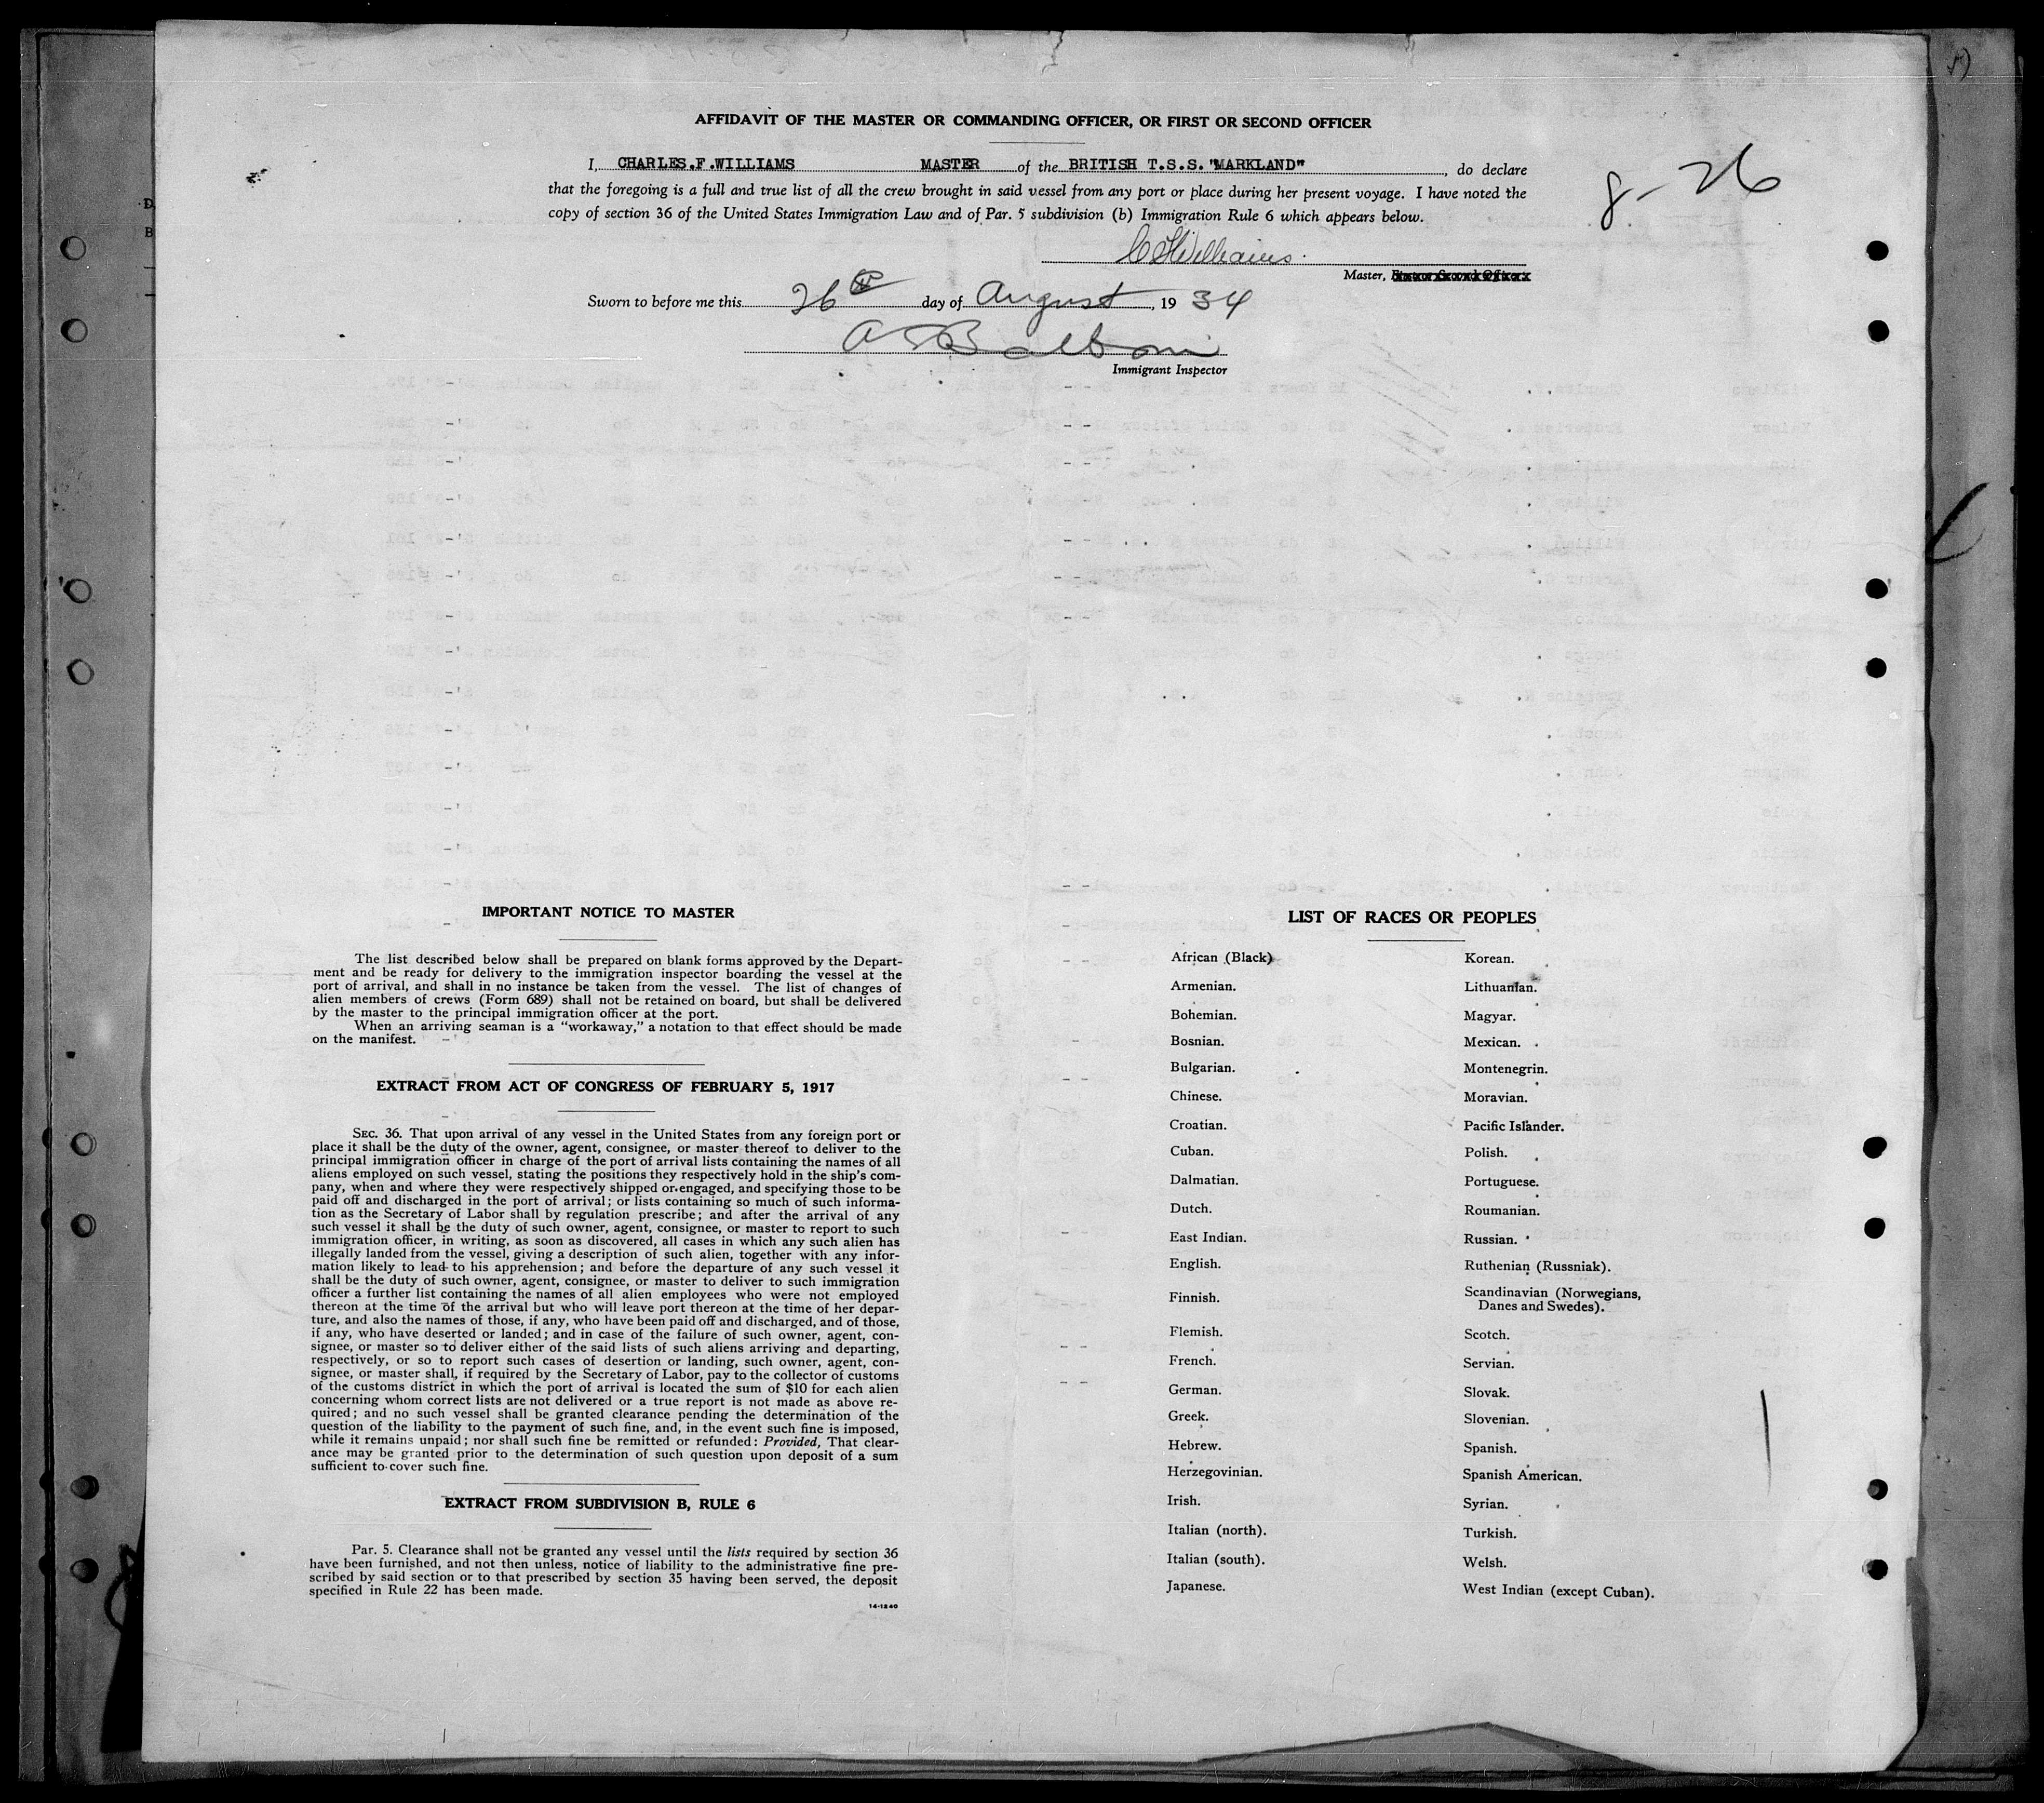 AFFIDAVIT OF THE MASTER OR COMMANDING OFFICER, OR FIRST OR SECOND OFFICER
I, CHARLES.F.WILLIAMS MASTER of the BRITISH T.S.S. "MARKLAND", do declare
that the foregoing is a full and true list of all the crew brought in said vessel from any port or place during her present voyage. I have noted the
copy of section 36 of the United States Immigration Law and of Par. 5 subdivision (b) Immigration Rule 6 which appears below.
8-26
C F Williams.
Master, First or Second Officer
Sworn to before me this 26th day of August, 1934
Immigrant Inspector
IMPORTANT NOTICE TO MASTER
The list described below shall be prepared on blank forms approved by the Depart-
ment and be ready for delivery to the immigration inspector boarding the vessel at the
port of arrival, and shall in no instance be taken from the vessel. The list of changes of
alien members of crews (Form 689) shall not be retained on board, but shall be delivered
by the master to the principal immigration officer at the port.
When an arriving seaman is a "workaway," a notation to that effect should be made
on the manifest.
EXTRACT FROM ACT OF CONGRESS OF FEBRUARY 5, 1917
SEC. 36. That upon arrival of any vessel in the United States from any foreign port or
place it shall be the duty of the owner, agent, consignee, or master thereof to deliver to the
principal immigration officer in charge of the port of arrival lists containing the names of all
aliens employed on such vessel, stating the positions they respectively hold in the ship's com-
pany, when and where they were respectively shipped or engaged, and specifying those to be
paid off and discharged in the port of arrival; or lists containing so much of such informa-
tion as the Secretary of Labor shall by regulation prescribe; and after the arrival of any
such vessel it shall be the duty of such owner, agent, consignee, or master to report to such
immigration officer, in writing, as soon as discovered, all cases in which any such alien has
illegally landed from the vessel, giving a description of such alien, together with any infor-
mation likely to lead to his apprehension; and before the departure of any such vessel it
shall be the duty of such owner, agent, consignee, or master to deliver to such immigration
officer a further list containing the names of all alien employees who were not employed
thereon at the time of the arrival but who will leave port thereon at the time of her depar-
ture, and also the names of those, if any, who have been paid off and discharged, and of those,
if any, who have deserted or landed; and in case of the failure of such owner, agent, con-
signee, or master so to deliver either of the said lists of such aliens arriving and departing,
respectively, or so to report such cases of desertion or landing, such owner, agent, con-
signee, or master shall, if required by the Secretary of Labor, pay to the collector of customs
of the customs district in which the port of arrival is located the sum of $10 for each alien
concerning whom correct lists are not delivered or a true report is not made as above re-
quired; and no such vessel shall be granted clearance pending the determination of the
question of the liability to the payment of such fine, and, in the event such fine is imposed,
while it remains unpaid; nor shall such fine be remitted or refunded: Provided, That clear-
ance may be granted prior to the determination of such question upon deposit of a sum
sufficient to cover such fine.
EXTRACT FROM SUBDIVISION B, RULE 6
Par. 5. Clearance shall not be granted any vessel until the lists required by section 36
have been furnished, and not then unless, notice of liability to the administrative fine pre-
scribed by said section or to that prescribed by section 35 having been served, the deposit
specified in Rule 22 has been made.
14-1240
LIST OF RACES OR PEOPLES
African (Black)
Armenian.
Bohemian.
Bosnian.
Bulgarian.
Chinese.
Croatian.
Cuban.
Dalmatian.
Dutch.
East Indian.
English.
Finnish.
Flemish.
French.
German.
Greek.
Hebrew.
Herzegovinian.
Irish.
Italian (north).
Italian (south).
Japanese.
Korean.
Lithuanian.
Magyar.
Mexican.
Montenegrin.
Moravian.
Pacific Islander.
Polish.
Portuguese.
Roumanian.
Russian.
Ruthenian (Russniak).
Scandinavian (Norwegians,
Danes and Swedes).
Scotch.
Servian.
Slovak.
Slovenian.
Spanish.
Spanish American.
Syrian.
Turkish.
Welsh.
West Indian (except Cuban).